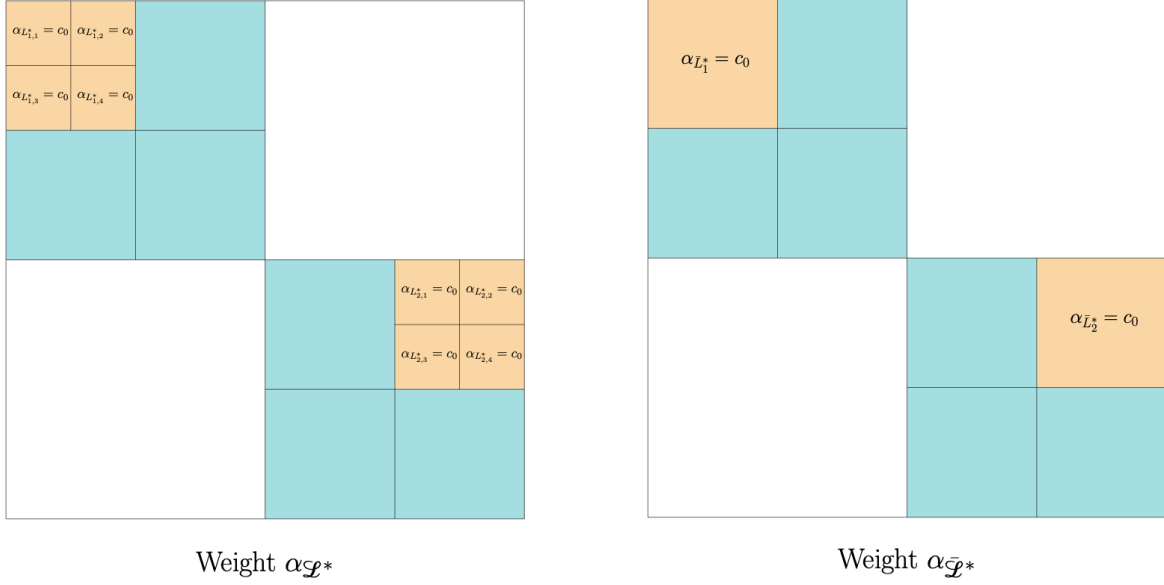 α_{L^*_{1,1}} = c_0 α_{L^*_{1,2}} = c_0
α_{L^*_{1,3}} = c_0 α_{L^*_{1,4}} = c_0
α_{L^*_{2,1}} = c_0 α_{L^*_{2,2}} = c_0
α_{L^*_{2,3}} = c_0 α_{L^*_{2,4}} = c_0
Weight α_{ℒ^*}
α_{L̄^*_1} = c_0
α_{L̄^*_2} = c_0
Weight α_{ℒ̄^*}